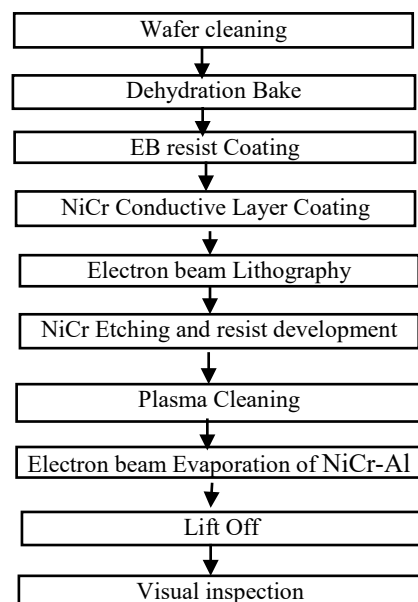 Wafer cleaning
Dehydration Bake
EB resist Coating
NiCr Conductive Layer Coating
Electron beam Lithography
NiCr Etching and resist development
Plasma Cleaning
Electron beam Evaporation of NiCr-Al
Lift Off
Visual inspection